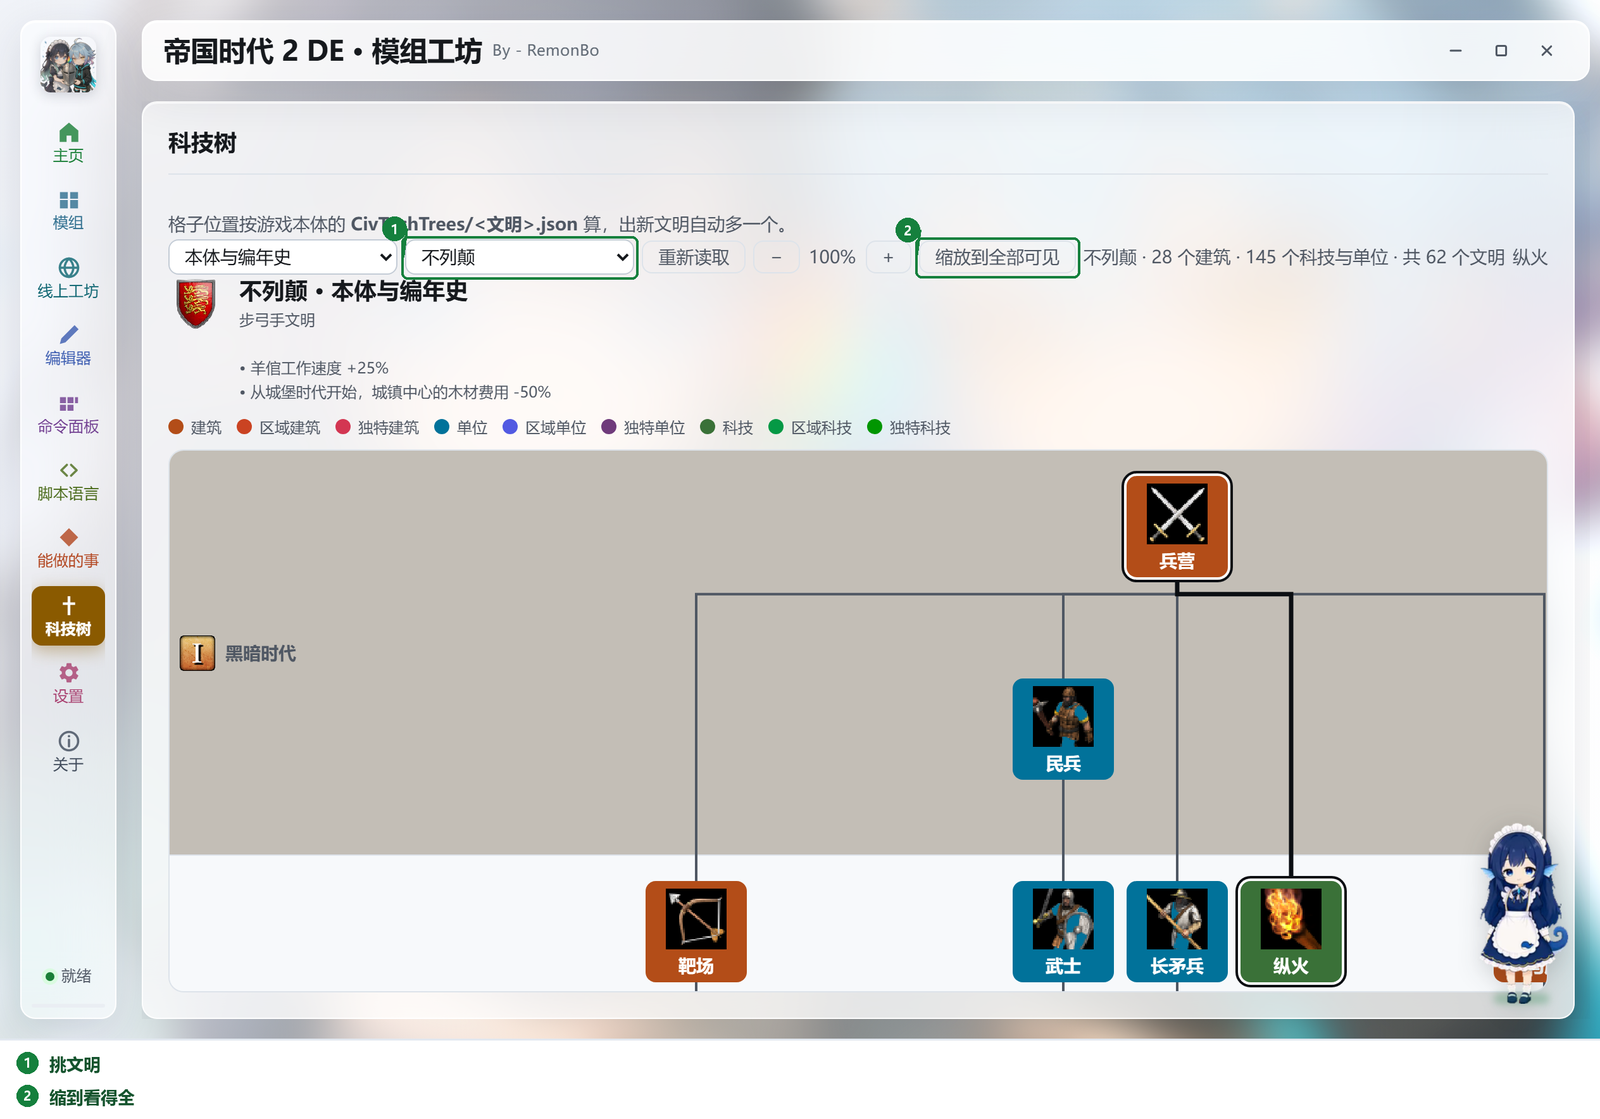 帝国时代 2 DE • 模组工坊 By - RemonBo
主页
模组
线上工坊
编辑器
命令面板
脚本语言
能做的事
科技树
设置
关于
就绪
科技树
格子位置按游戏本体的 CivTechTrees/<文明>.json 算，出新文明自动多一个。
1
2
本体与编年史 不列颠 重新读取 − 100% + 缩放到全部可见 不列颠 · 28 个建筑 · 145 个科技与单位 · 共 62 个文明 纵火
不列颠 • 本体与编年史
步弓手文明
• 羊倌工作速度 +25%
• 从城堡时代开始，城镇中心的木材费用 -50%
建筑 区域建筑 独特建筑 单位 区域单位 独特单位 科技 区域科技 独特科技
兵营
I 黑暗时代
民兵
靶场 武士 长矛兵 纵火
1 挑文明
2 缩到看得全